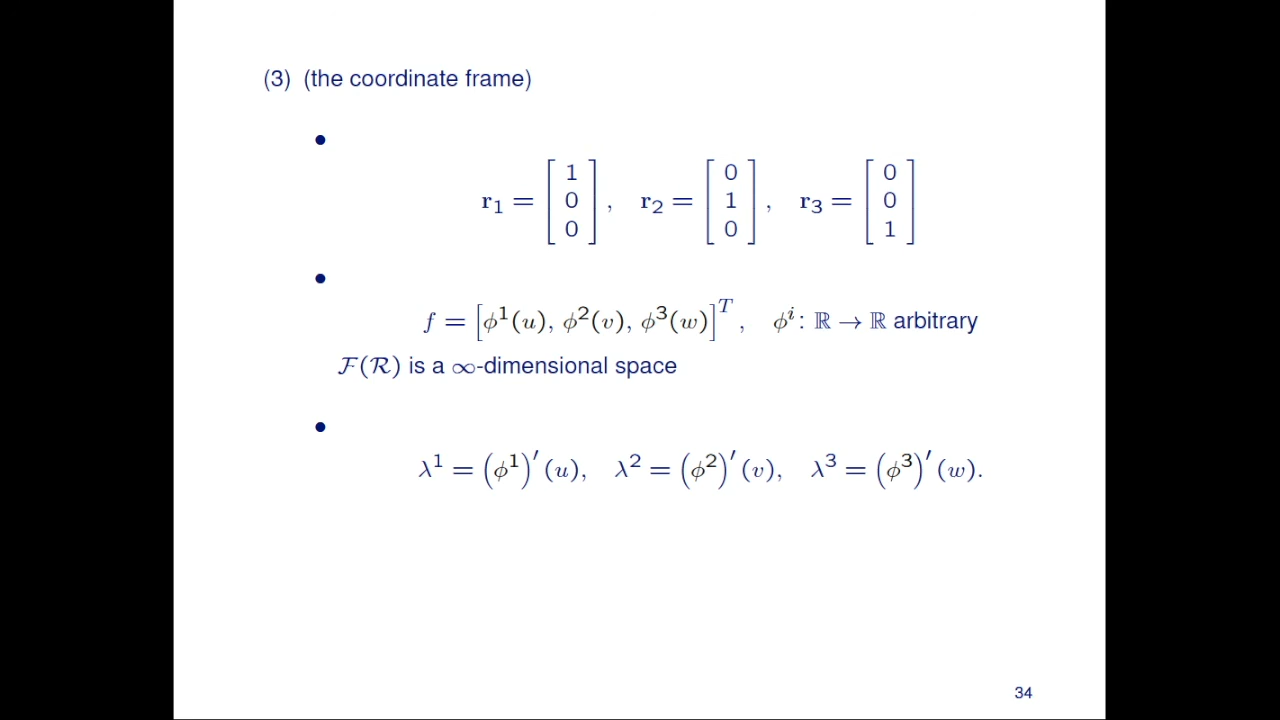 (3) (the coordinate frame)
•
r₁ = [1 0 0], r₂ = [0 1 0], r₃ = [0 0 1]
•
f = [ϕ¹(u), ϕ²(v), ϕ³(w)]ᵀ, ϕⁱ: ℝ → ℝ arbitrary
ℱ(ℛ) is a ∞-dimensional space
•
λ¹ = (ϕ¹)′(u), λ² = (ϕ²)′(v), λ³ = (ϕ³)′(w).
34